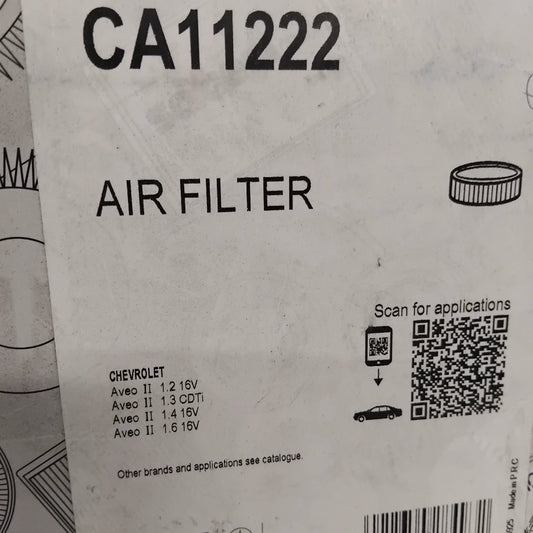 CA11222
AIR FILTER
Scan for applications
CHEVROLET
Aveo II 1.2 16V
Aveo II 1.3 CDTi
Aveo II 1.4 16V
Aveo II 1.6 16V
Other brands and applications see catalogue.
Made in P.R.C